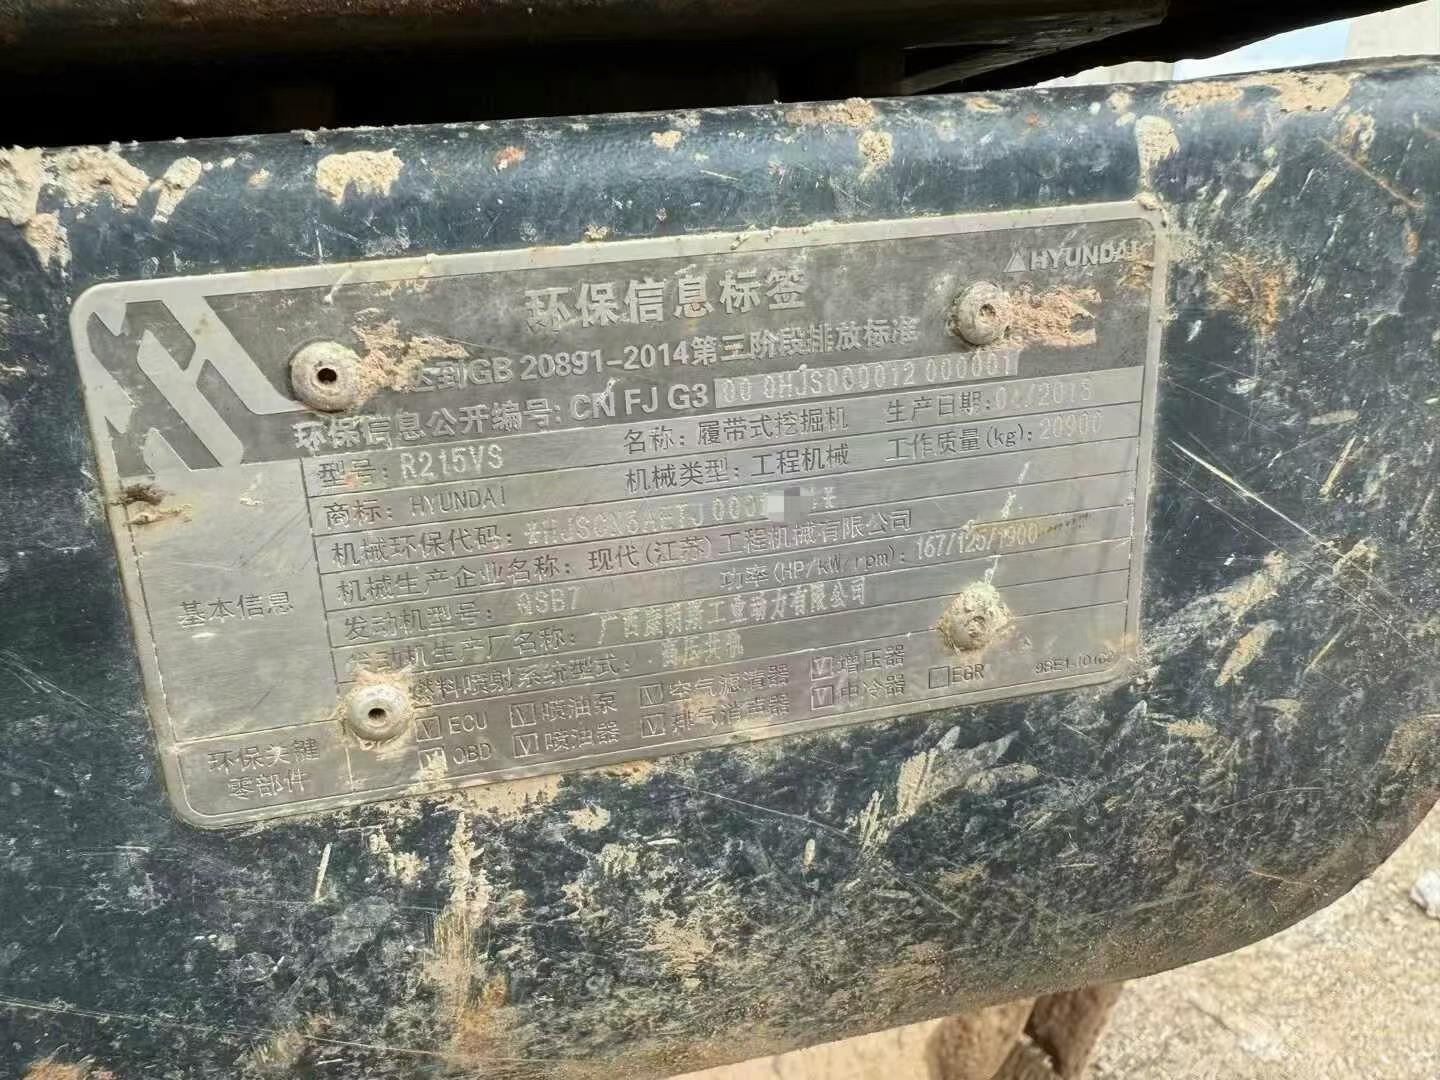 HYUNDAI
环保信息标签
达到GB 20891-2014第三阶段排放标准
环保信息公开编号: CN FJ G3 00 0HJS000012 000001
型号: R215VS 名称: 履带式挖掘机 生产日期:
商标: HYUNDAI 机械类型: 工程机械 工作质量(kg): 20900
机械环保代码:
机械生产企业名称: 现代(江苏)工程机械有限公司
发动机型号: QSB7 功率(HP/kW/rpm): 167/125/1900
发动机生产厂名称: 广西康明斯工业动力有限公司
燃料喷射系统型式: 高压共轨
基本信息
V ECU V 喷油泵 V 空气滤清器 V 增压器
V OBD V 喷油器 V 排气消声器 V 中冷器 EGR
环保关键
零部件